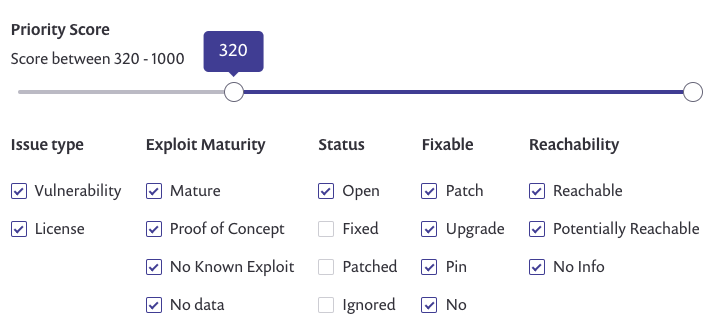 Priority Score
Score between 320 - 1000
320
Issue type
Exploit Maturity
Status
Fixable
Reachability
Vulnerability
Mature
Open
Patch
Reachable
License
Proof of Concept
Fixed
Upgrade
Potentially Reachable
No Known Exploit
Patched
Pin
No Info
No data
Ignored
No